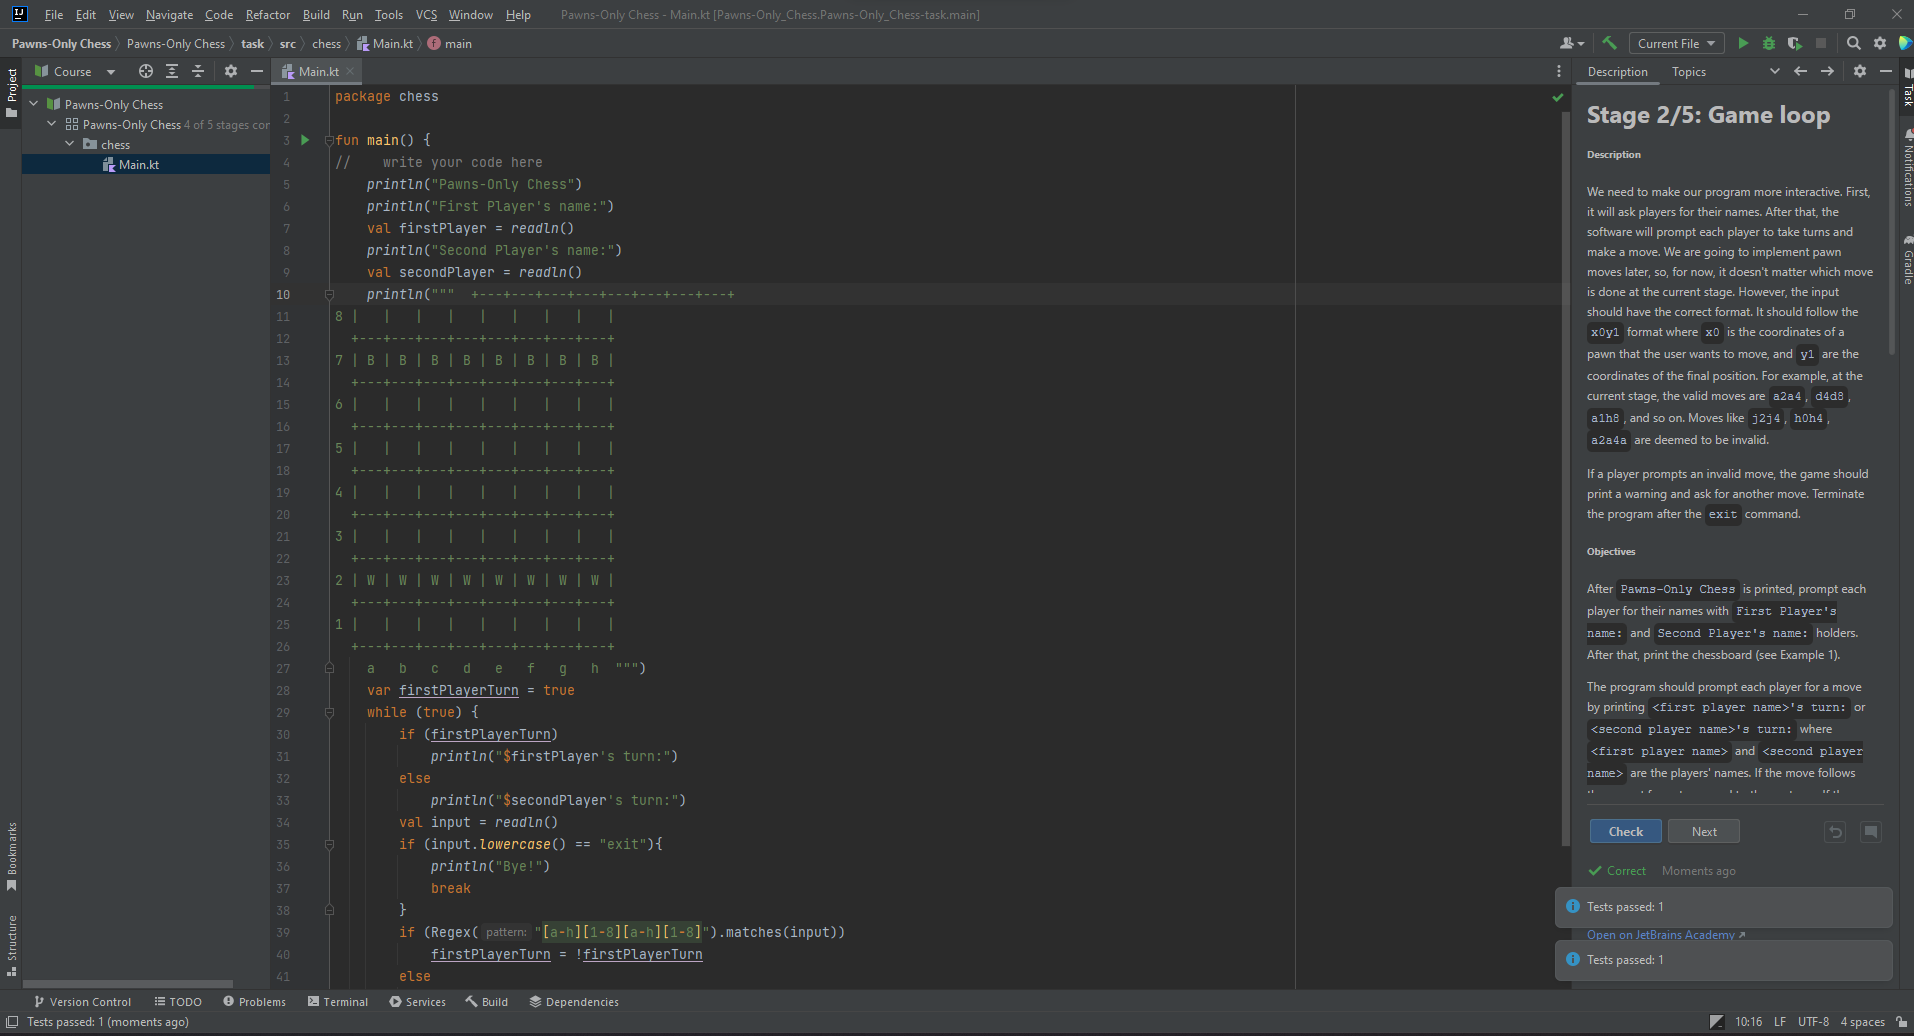 IJ File Edit View Navigate Code Refactor Build Run Tools VCS Window Help Pawns-Only Chess - Main.kt [Pawns-Only_Chess.Pawns-Only_Chess-task.main]
Pawns-Only Chess Pawns-Only Chess task src chess Main.kt main Current File
Project
Course
Pawns-Only Chess
Pawns-Only Chess 4 of 5 stages
chess
Main.kt
Bookmarks
Structure
Main.kt
1 package chess
2
3 fun main() {
4 //    write your code here
5     println("Pawns-Only Chess")
6     println("First Player's name:")
7     val firstPlayer = readln()
8     println("Second Player's name:")
9     val secondPlayer = readln()
10     println("""  +---+---+---+---+---+---+---+---+
11 8 |   |   |   |   |   |   |   |   |
12   +---+---+---+---+---+---+---+---+
13 7 | B | B | B | B | B | B | B | B |
14   +---+---+---+---+---+---+---+---+
15 6 |   |   |   |   |   |   |   |   |
16   +---+---+---+---+---+---+---+---+
17 5 |   |   |   |   |   |   |   |   |
18   +---+---+---+---+---+---+---+---+
19 4 |   |   |   |   |   |   |   |   |
20   +---+---+---+---+---+---+---+---+
21 3 |   |   |   |   |   |   |   |   |
22   +---+---+---+---+---+---+---+---+
23 2 | W | W | W | W | W | W | W | W |
24   +---+---+---+---+---+---+---+---+
25 1 |   |   |   |   |   |   |   |   |
26   +---+---+---+---+---+---+---+---+
27     a   b   c   d   e   f   g   h  """)
28     var firstPlayerTurn = true
29     while (true) {
30         if (firstPlayerTurn)
31             println("$firstPlayer's turn:")
32         else
33             println("$secondPlayer's turn:")
34         val input = readln()
35         if (input.lowercase() == "exit"){
36             println("Bye!")
37             break
38         }
39         if (Regex( pattern: "[a-h][1-8][a-h][1-8]").matches(input))
40             firstPlayerTurn = !firstPlayerTurn
41         else
Description Topics
Stage 2/5: Game loop
Description
We need to make our program more interactive. First,
it will ask players for their names. After that, the
software will prompt each player to take turns and
make a move. We are going to implement pawn
moves later, so, for now, it doesn't matter which move
is done at the current stage. However, the input
should have the correct format. It should follow the
x0y1 format where x0 is the coordinates of a
pawn that the user wants to move, and y1 are the
coordinates of the final position. For example, at the
current stage, the valid moves are a2a4 , d4d8 ,
a1h8 , and so on. Moves like j2j4 , h0h4 ,
a2a4a are deemed to be invalid.
If a player prompts an invalid move, the game should
print a warning and ask for another move. Terminate
the program after the exit command.
Objectives
After Pawns-Only Chess is printed, prompt each
player for their names with First Player's
name: and Second Player's name: holders.
After that, print the chessboard (see Example 1).
The program should prompt each player for a move
by printing <first player name>'s turn: or
<second player name>'s turn: where
<first player name> and <second player
name> are the players' names. If the move follows
Check Next
Correct Moments ago
Tests passed: 1
Open on JetBrains Academy
Tests passed: 1
Task
Notifications
Gradle
Version Control TODO Problems Terminal Services Build Dependencies
Tests passed: 1 (moments ago) 10:16 LF UTF-8 4 spaces